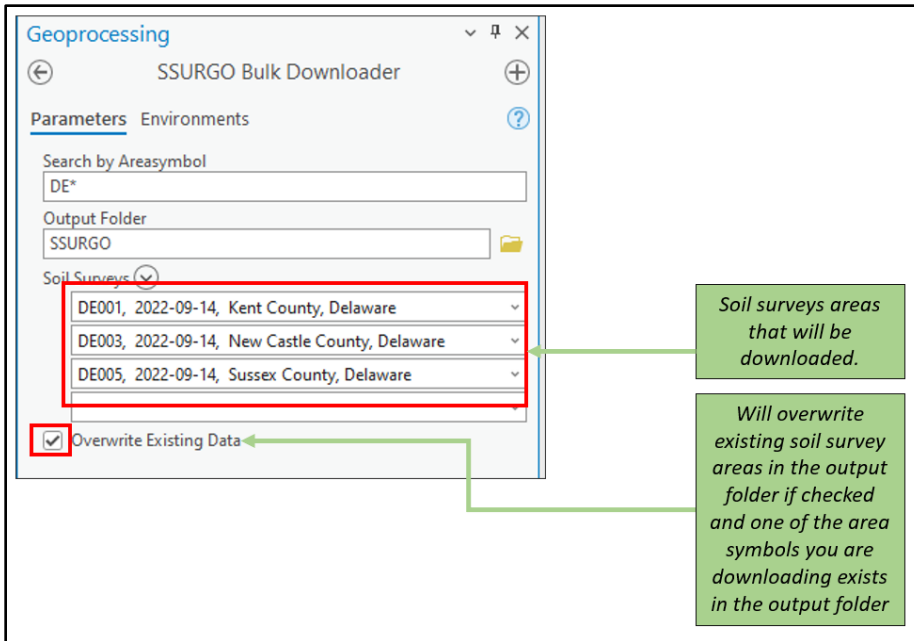 Geoprocessing
SSURGO Bulk Downloader
Parameters Environments
Search by Areasymbol
DE*
Output Folder
SSURGO
Soil Surveys
DE001, 2022-09-14, Kent County, Delaware
DE003, 2022-09-14, New Castle County, Delaware
DE005, 2022-09-14, Sussex County, Delaware
Overwrite Existing Data
Soil surveys areas
that will be
downloaded.
Will overwrite
existing soil survey
areas in the output
folder if checked
and one of the area
symbols you are
downloading exists
in the output folder